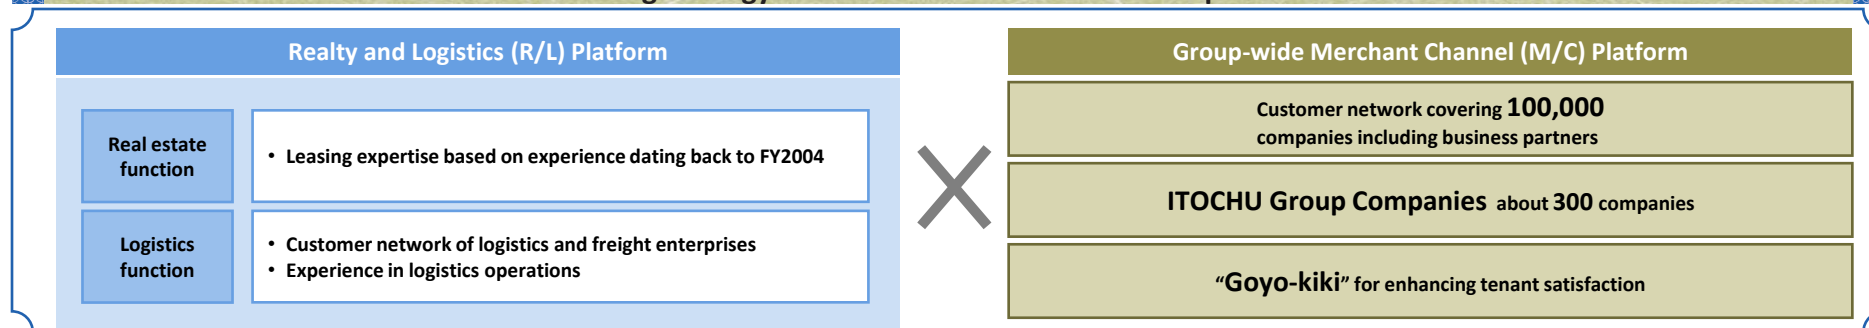 Realty and Logistics (R/L) Platform
Real estate
function
• Leasing expertise based on experience dating back to FY2004
Logistics
function
• Customer network of logistics and freight enterprises
• Experience in logistics operations
Group-wide Merchant Channel (M/C) Platform
Customer network covering 100,000
companies including business partners
ITOCHU Group Companies about 300 companies
“Goyo-kiki” for enhancing tenant satisfaction